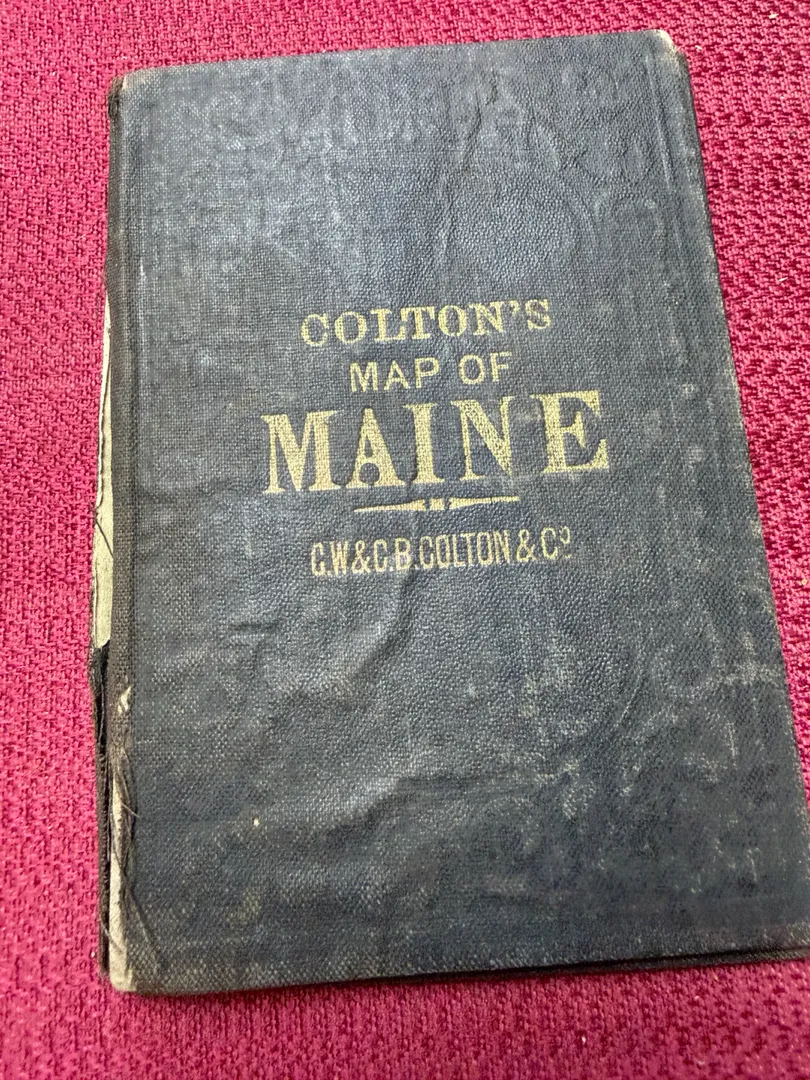 COLTON'S
MAP OF
MAINE
G.W & C.B. COLTON & Cº